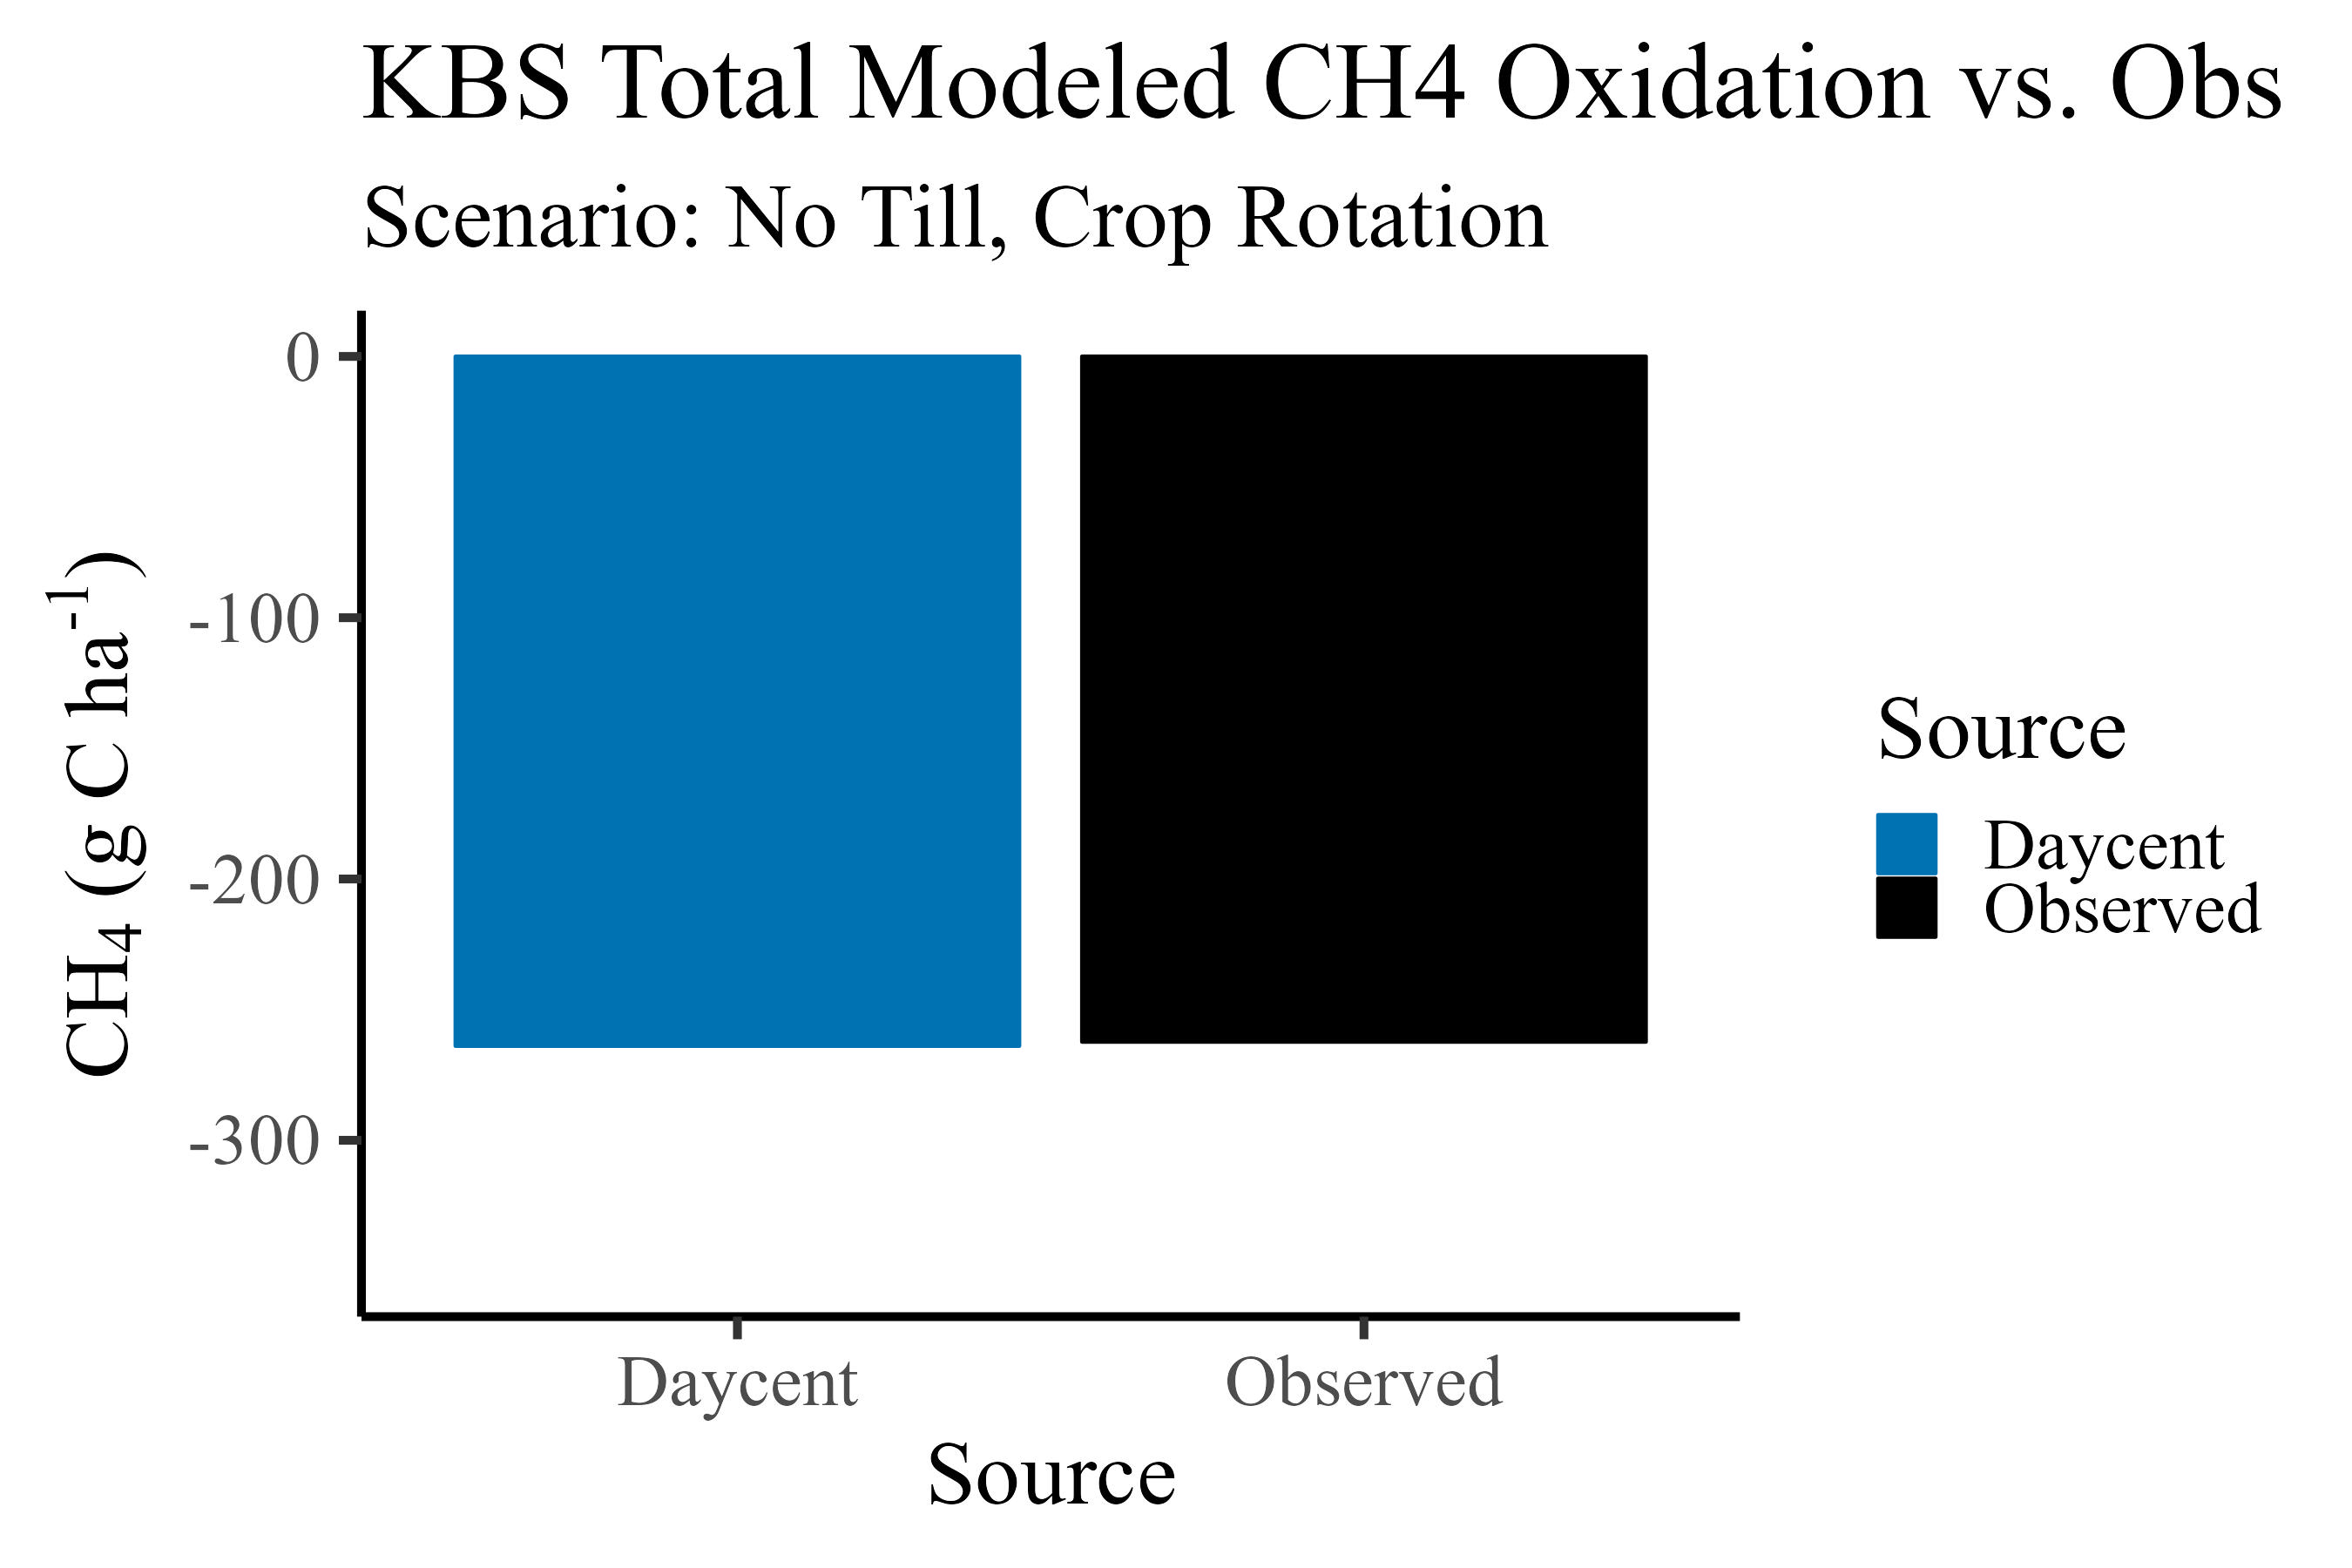 KBS Total Modeled CH4 Oxidation vs. Obs
Scenario: No Till, Crop Rotation
CH₄ (g C ha⁻¹)
0
-100
-200
-300
Daycent
Observed
Source
Source
Daycent
Observed